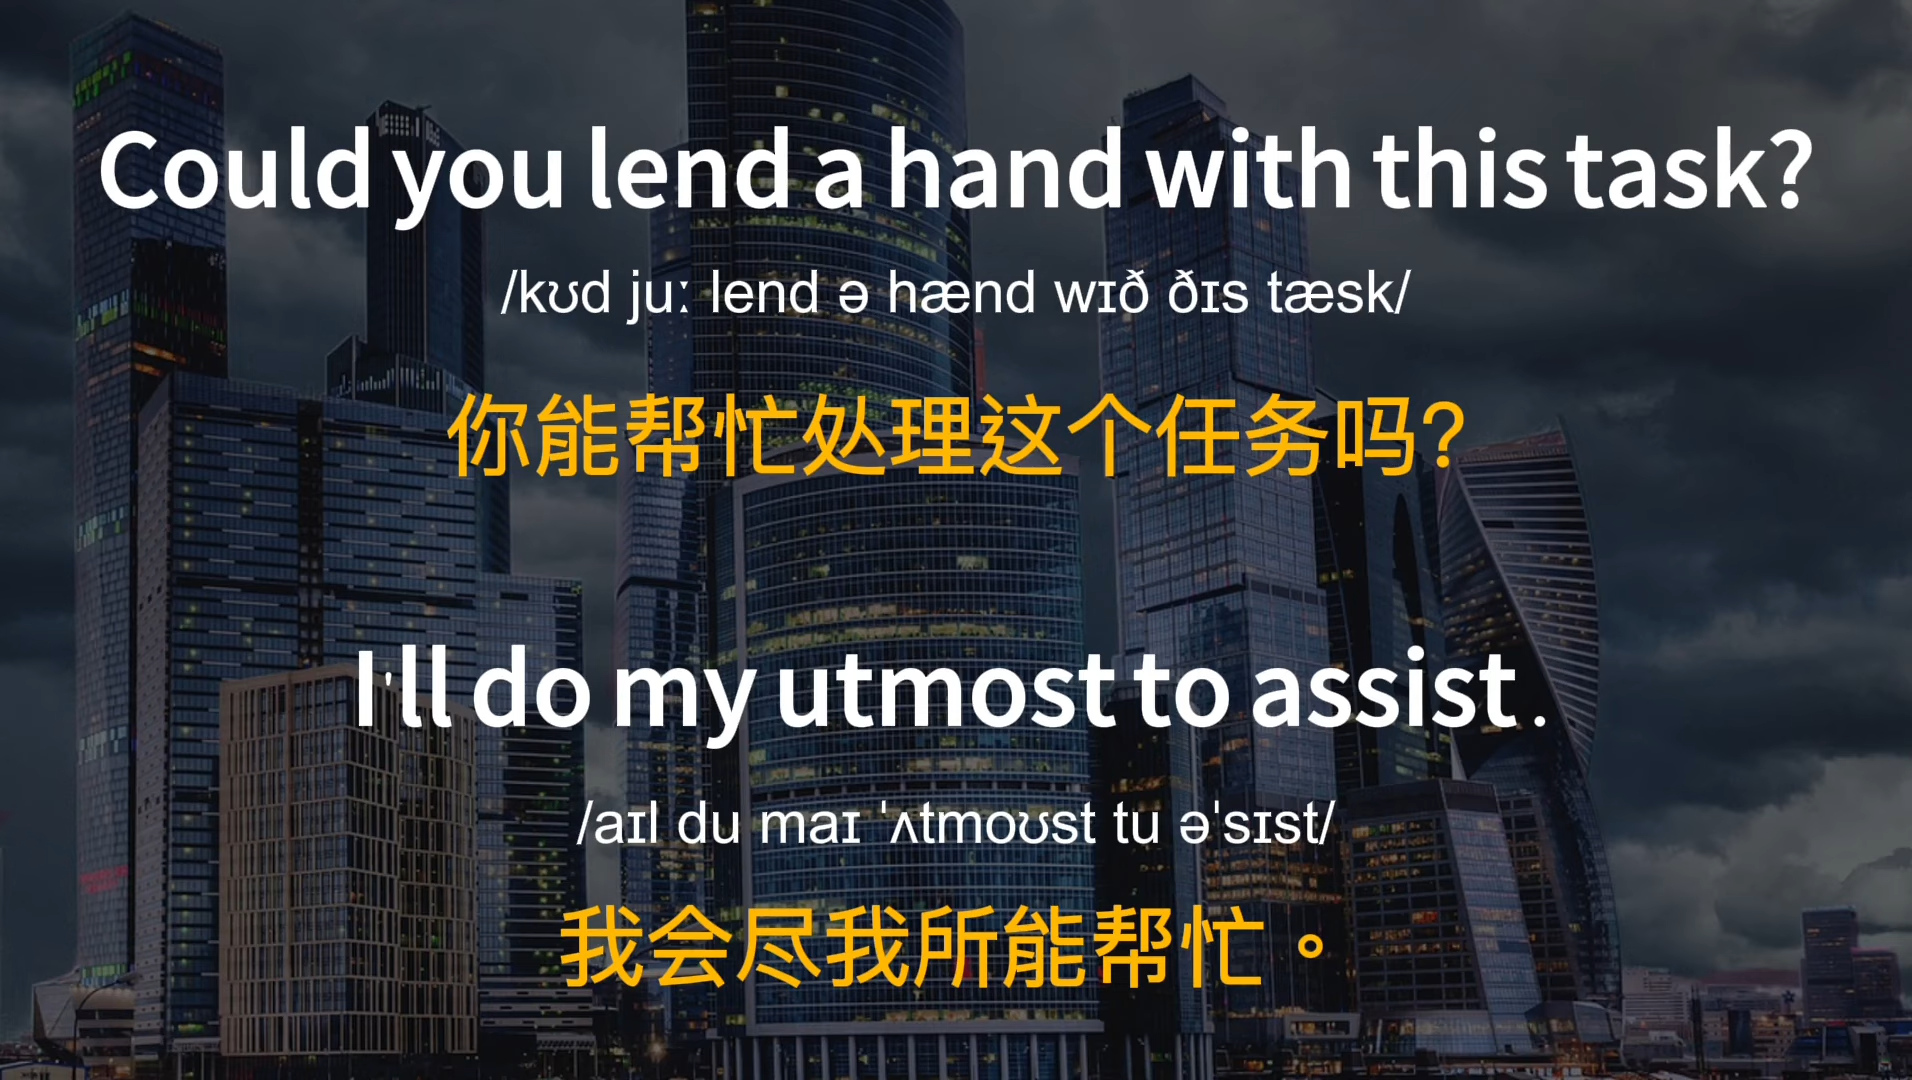 Could you lend a hand with this task?
/kʊd juː lend ə hænd wɪð ðɪs tæsk/
你能帮忙处理这个任务吗?
I'll do my utmost to assist.
/aɪl du maɪ ˈʌtmoʊst tu əˈsɪst/
我会尽我所能帮忙。